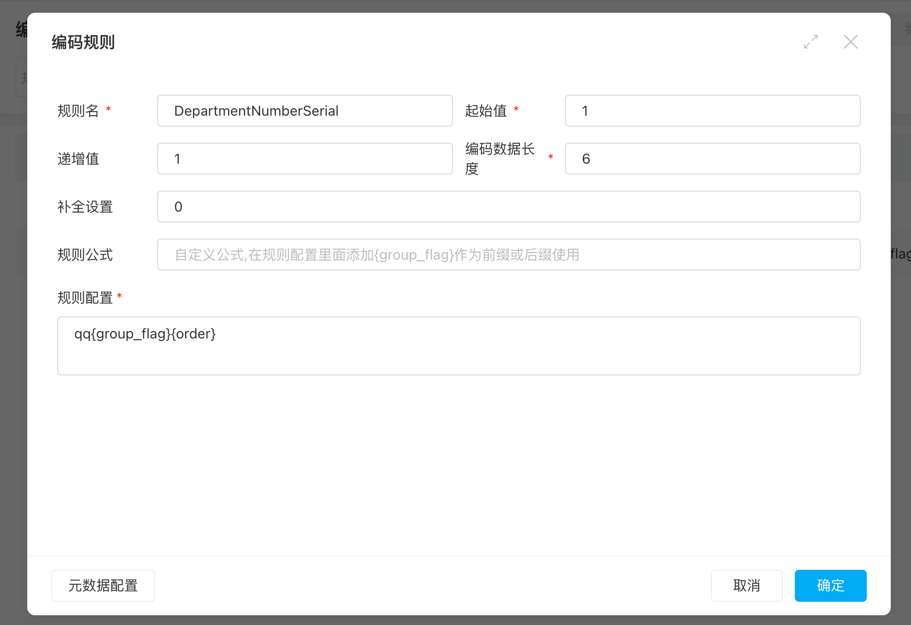 编码规则
规则名 * DepartmentNumberSerial 起始值 * 1
递增值 1 编码数据长度 * 6
补全设置 0
规则公式 自定义公式,在规则配置里面添加{group_flag}作为前缀或后缀使用
规则配置 *
qq{group_flag}{order}
元数据配置 取消 确定
flag